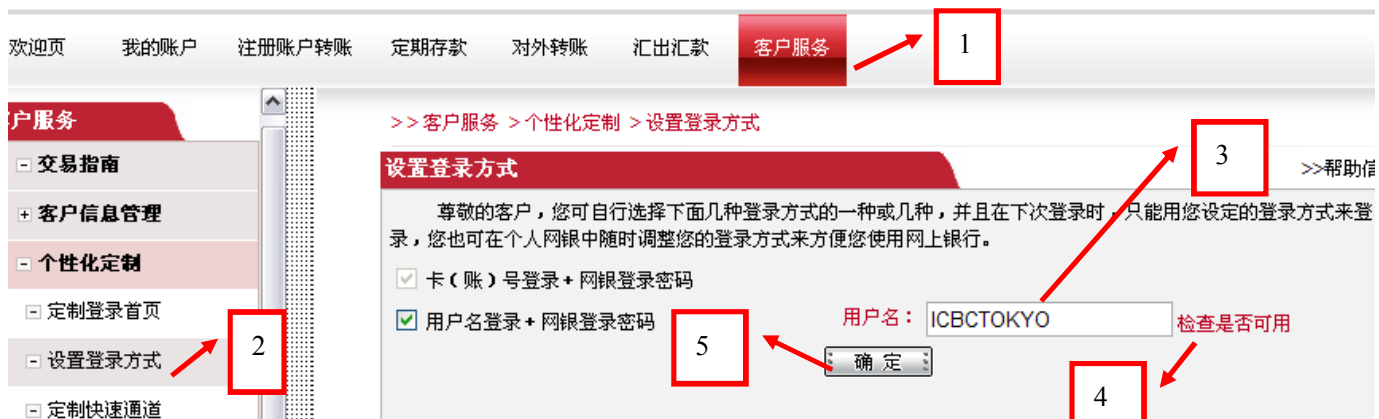 欢迎页 我的账户 注册账户转账 定期存款 对外转账 汇出汇款 客户服务 1
户服务
交易指南
客户信息管理
个性化定制
定制登录首页
设置登录方式 2
定制快速通道
>>客户服务 >个性化定制 >设置登录方式
设置登录方式 3 >>帮助信
尊敬的客户，您可自行选择下面几种登录方式的一种或几种，并且在下次登录时，只能用您设定的登录方式来登
录，您也可在个人网银中随时调整您的登录方式来方便您使用网上银行。
卡（账）号登录+网银登录密码
用户名登录+网银登录密码 用户名： ICBCTOKYO 检查是否可用
5 确 定
4